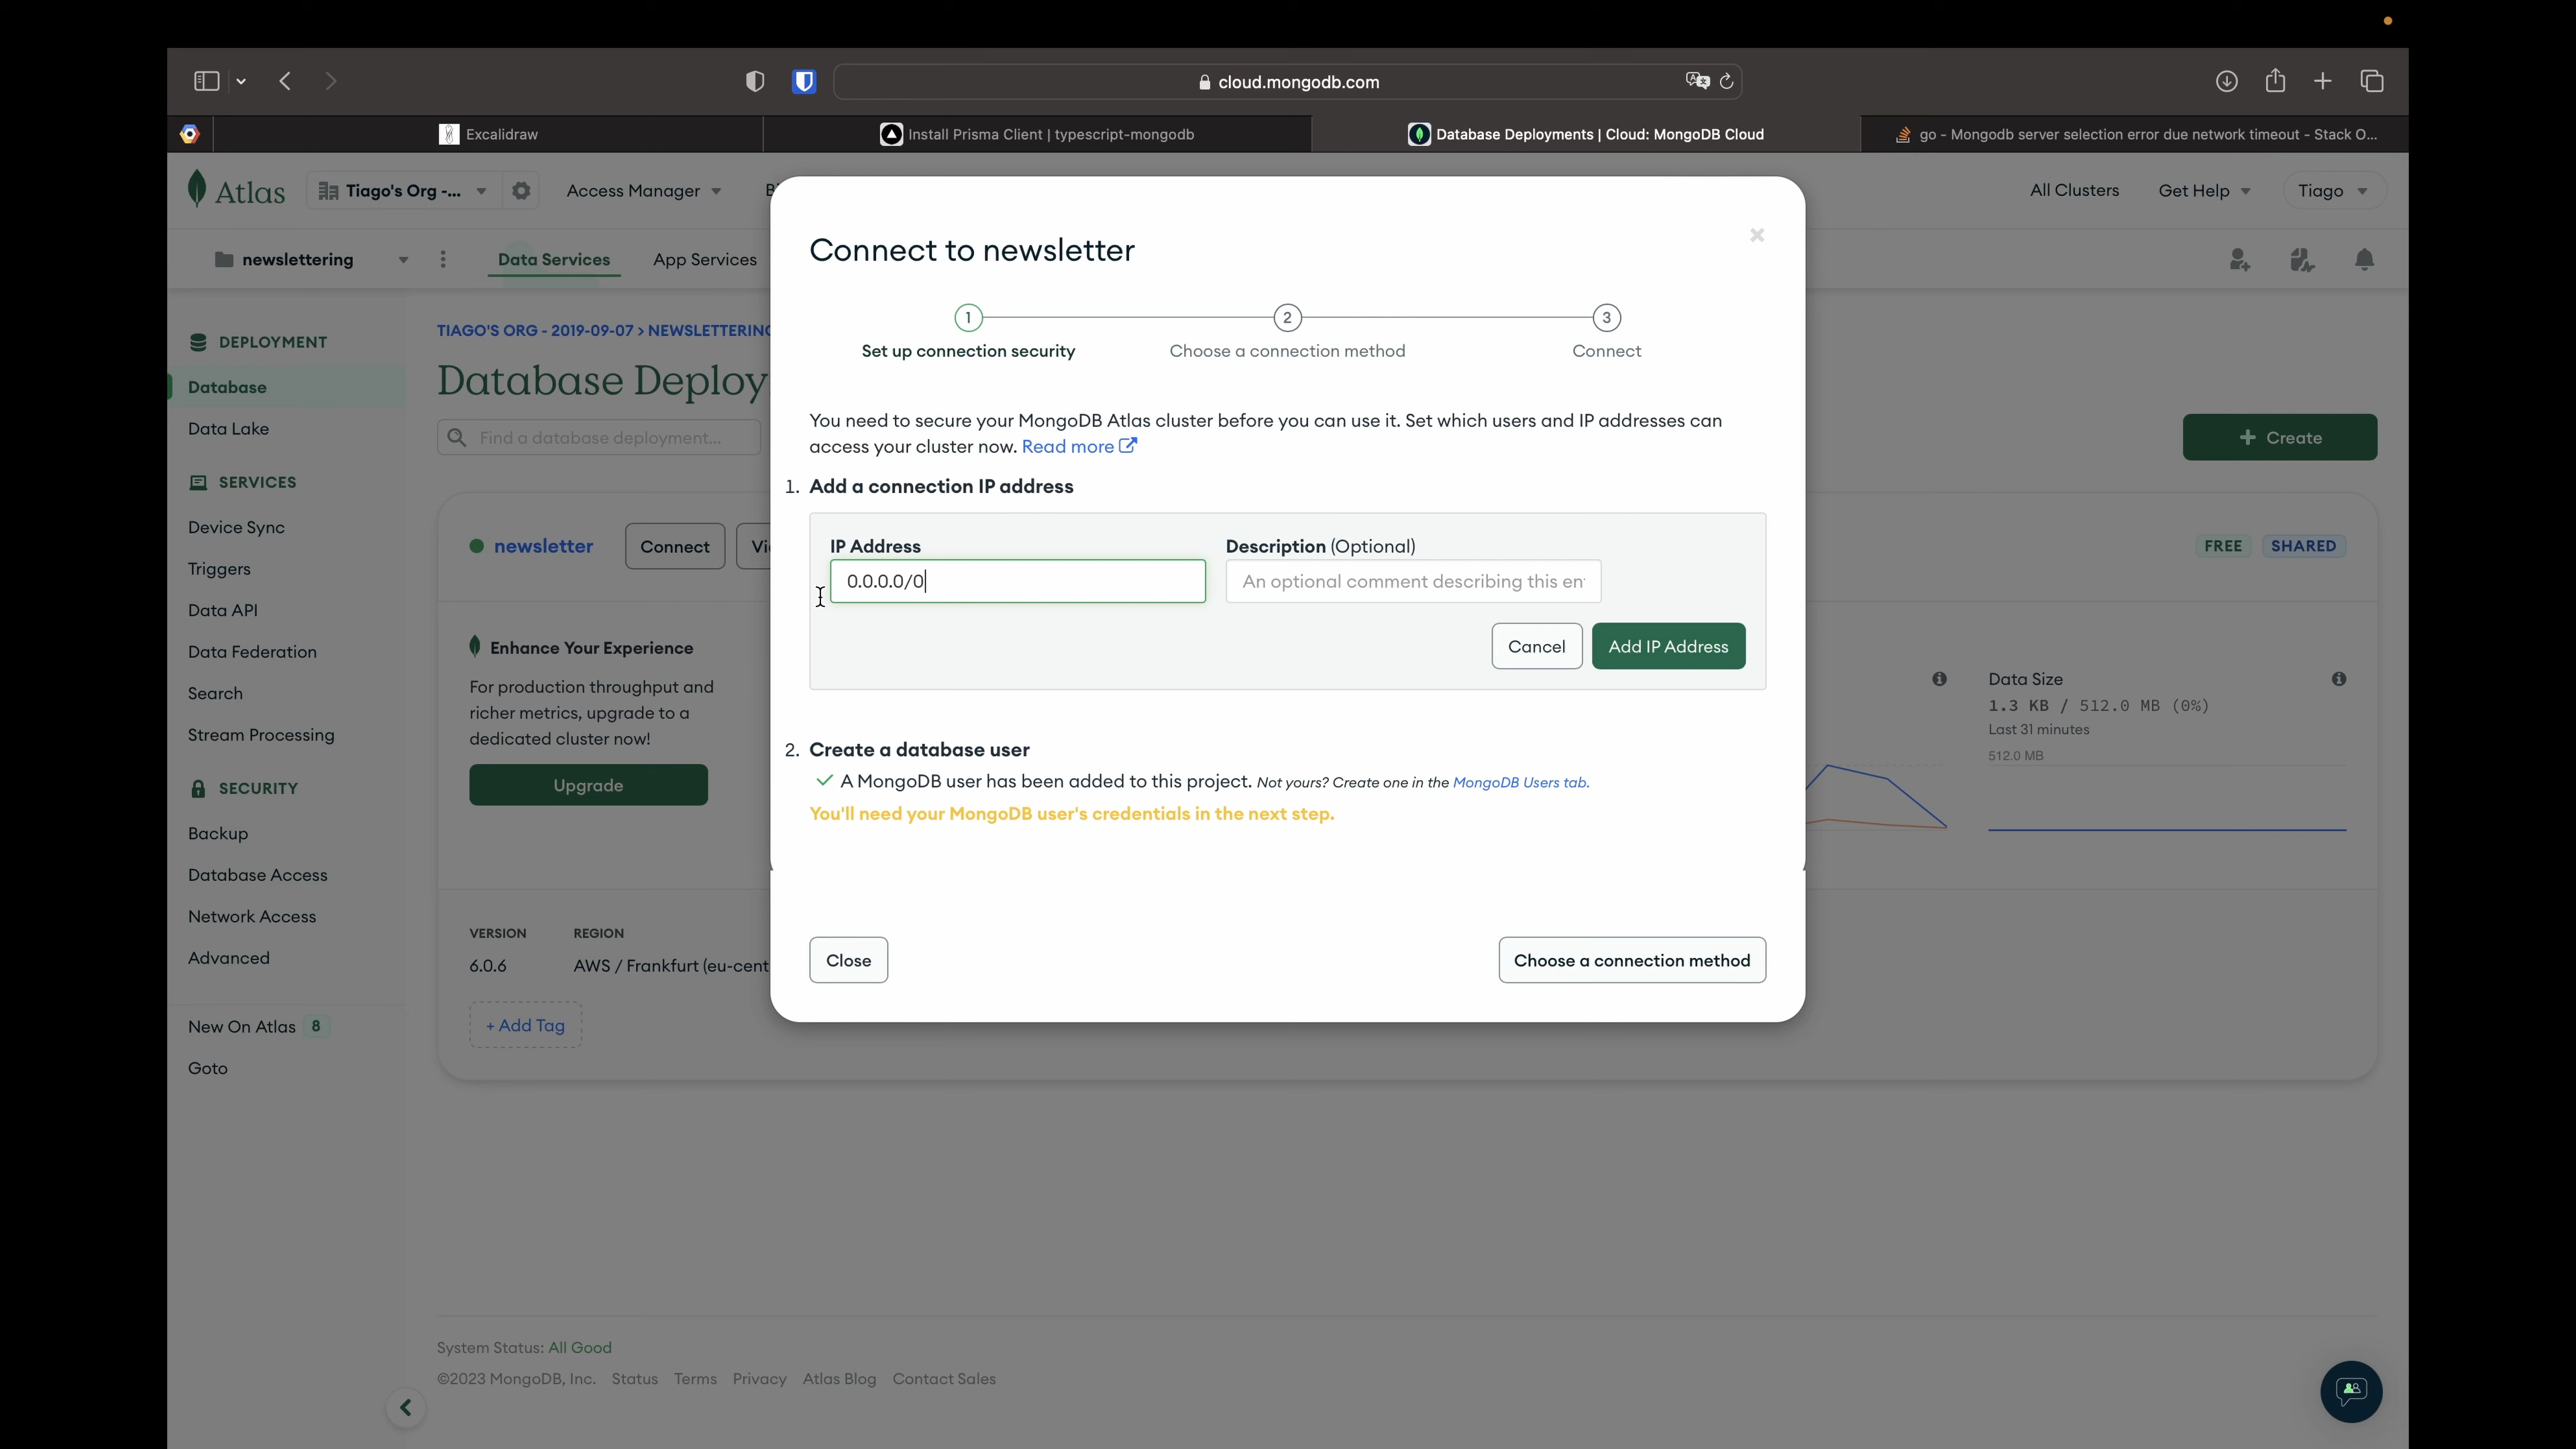 cloud.mongodb.com
Excalidraw
Install Prisma Client | typescript-mongodb
Database Deployments | Cloud: MongoDB Cloud
go - Mongodb server selection error due network timeout - Stack O...
Atlas
Tiago's Org -...
Access Manager
All Clusters
Get Help
Tiago
newslettering
Data Services
App Services
Connect to newsletter
1
2
3
Set up connection security
Choose a connection method
Connect
DEPLOYMENT
Database
Data Lake
SERVICES
Device Sync
Triggers
Data API
Data Federation
Search
Stream Processing
SECURITY
Backup
Database Access
Network Access
Advanced
New On Atlas 8
Goto
TIAGO'S ORG - 2019-09-07 > NEWSLETTERING
Database Deploy
Find a database deployment...
Create
newsletter
Connect
Vi
FREE
SHARED
Enhance Your Experience
For production throughput and
richer metrics, upgrade to a
dedicated cluster now!
Upgrade
VERSION
REGION
6.0.6
AWS / Frankfurt (eu-cent
+ Add Tag
You need to secure your MongoDB Atlas cluster before you can use it. Set which users and IP addresses can
access your cluster now. Read more
1. Add a connection IP address
IP Address
Description (Optional)
0.0.0.0/0
An optional comment describing this en
Cancel
Add IP Address
2. Create a database user
A MongoDB user has been added to this project. Not yours? Create one in the MongoDB Users tab.
You'll need your MongoDB user's credentials in the next step.
Close
Choose a connection method
Data Size
1.3 KB / 512.0 MB (0%)
Last 31 minutes
512.0 MB
System Status: All Good
©2023 MongoDB, Inc. Status Terms Privacy Atlas Blog Contact Sales